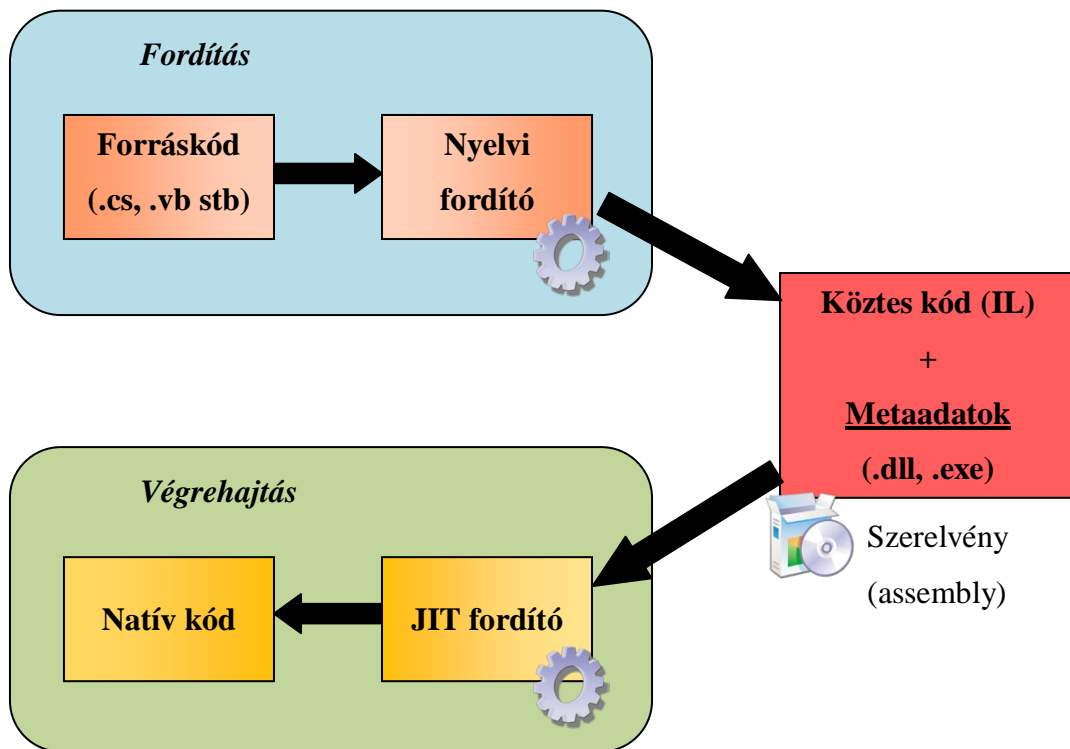 Fordítás
Forráskód
(.cs, .vb stb)
Nyelvi
fordító
Köztes kód (IL)
+
Metaadatok
(.dll, .exe)
Szerelvény
(assembly)
Végrehajtás
Natív kód
JIT fordító